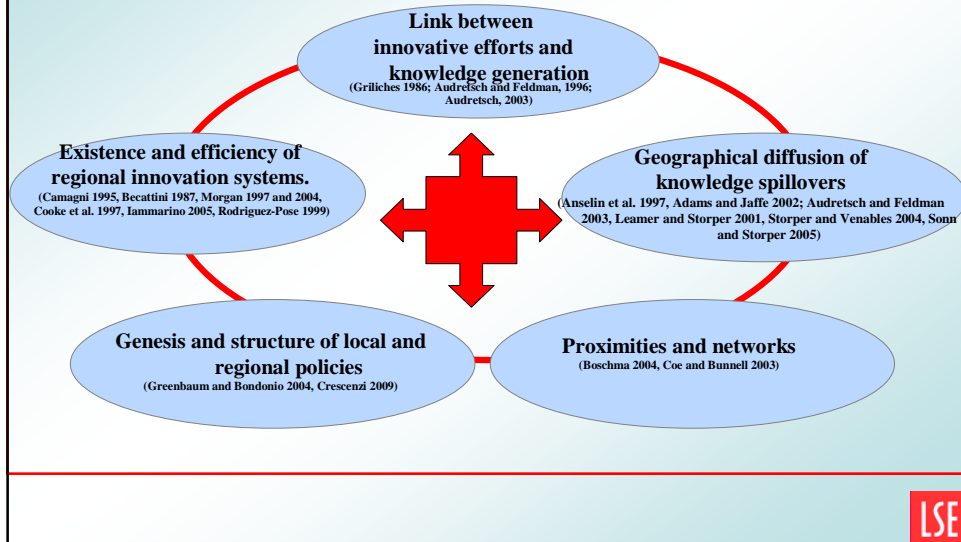 Link between
innovative efforts and
knowledge generation
(Griliches 1986; Audretsch and Feldman, 1996;
Audretsch, 2003)
Existence and efficiency of
regional innovation systems.
(Camagni 1995, Becattini 1987, Morgan 1997 and 2004,
Cooke et al. 1997, Iammarino 2005, Rodriguez-Pose 1999)
Geographical diffusion of
knowledge spillovers
(Anselin et al. 1997, Adams and Jaffe 2002; Audretsch and Feldman
2003, Leamer and Storper 2001, Storper and Venables 2004, Sonn
and Storper 2005)
Genesis and structure of local and
regional policies
(Greenbaum and Bondonio 2004, Crescenzi 2009)
Proximities and networks
(Boschma 2004, Coe and Bunnell 2003)
LSE